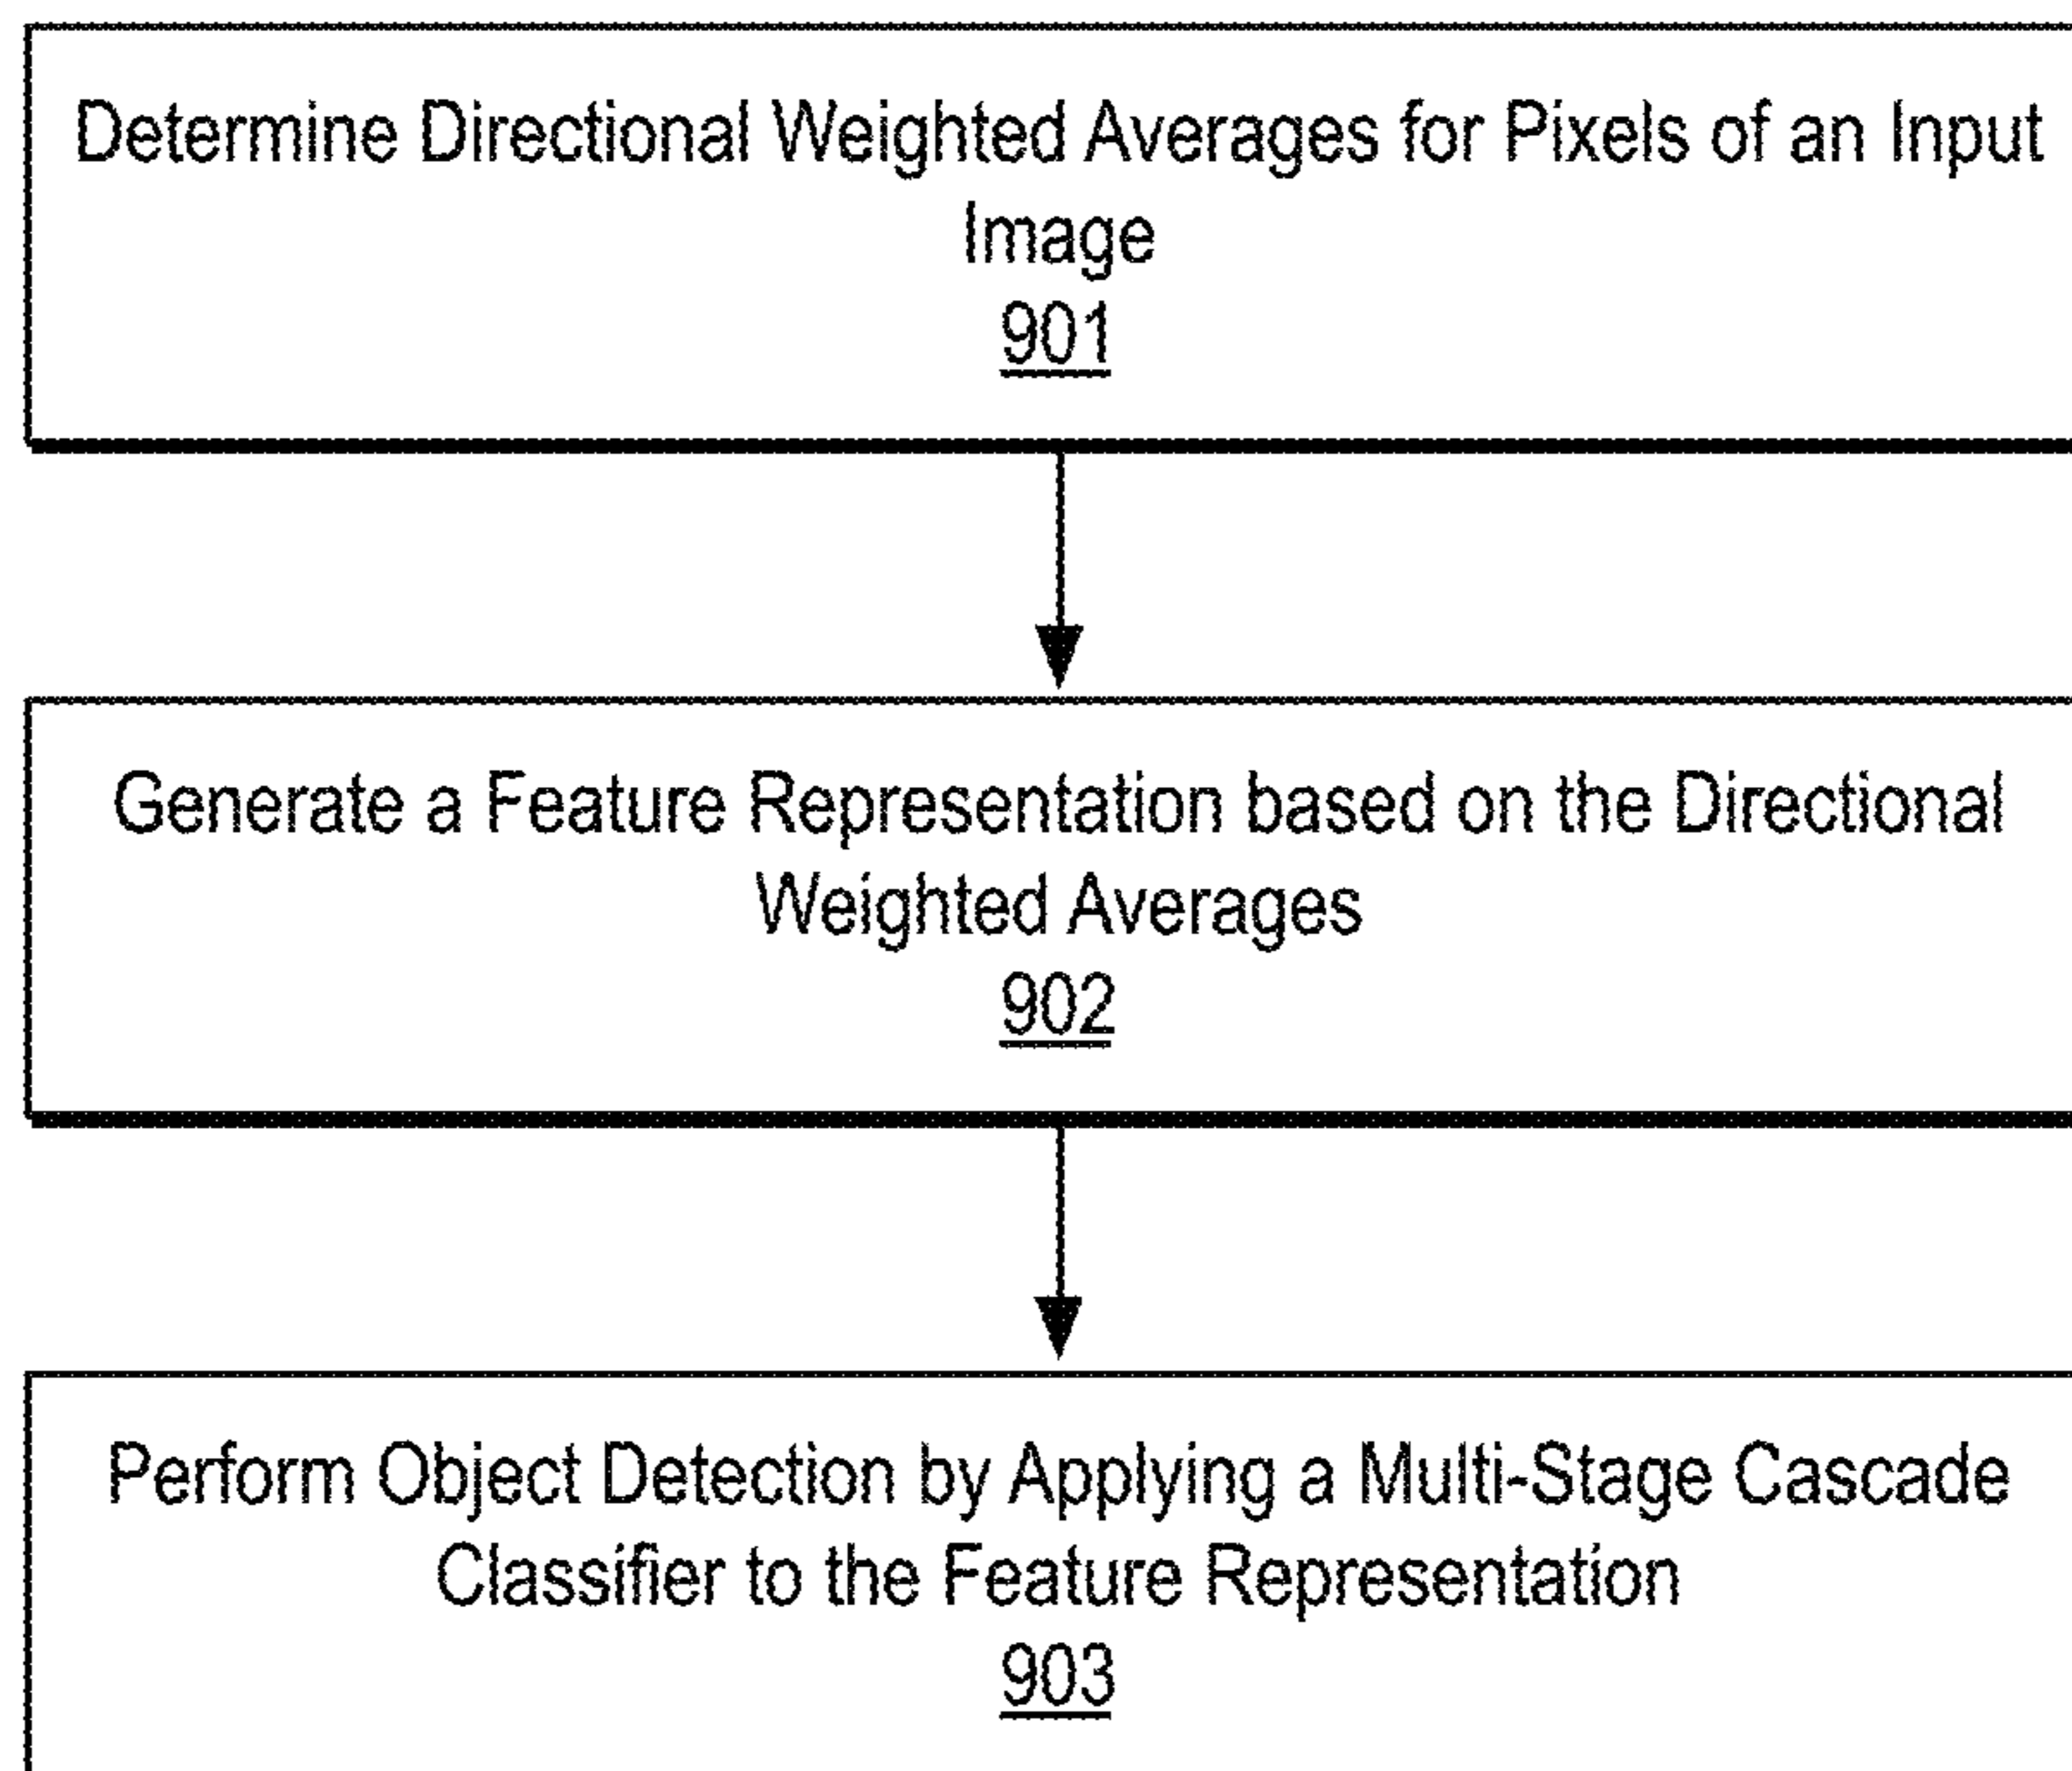 Determine Directional Weighted Averages for Pixels of an Input
Image
901
Generate a Feature Representation based on the Directional
Weighted Averages
902
Perform Object Detection by Applying a Multi-Stage Cascade
Classifier to the Feature Representation
903